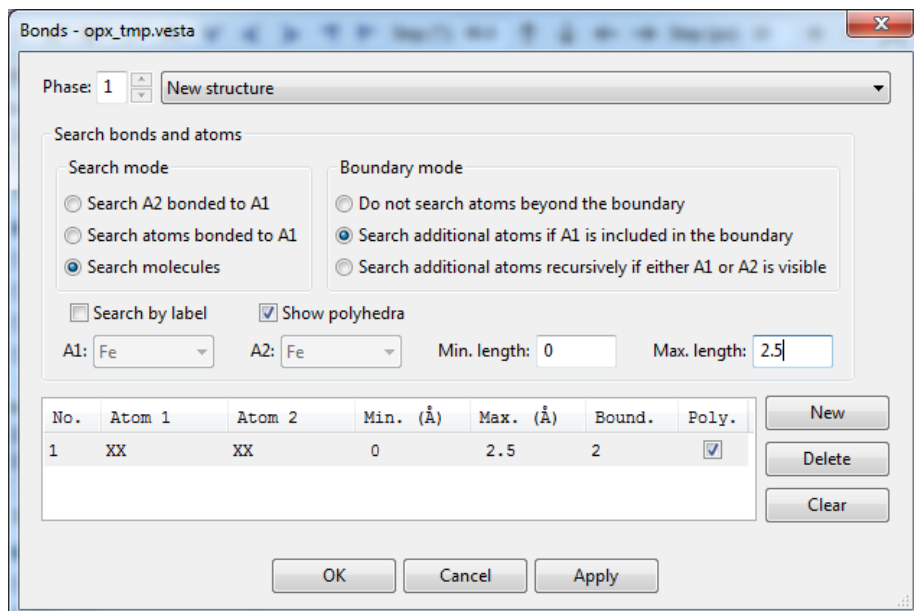 Bonds - opx_tmp.vesta
Phase: 1 New structure
Search bonds and atoms
Search mode
Search A2 bonded to A1
Search atoms bonded to A1
Search molecules
Boundary mode
Do not search atoms beyond the boundary
Search additional atoms if A1 is included in the boundary
Search additional atoms recursively if either A1 or A2 is visible
Search by label Show polyhedra
A1: Fe A2: Fe Min. length: 0 Max. length: 2.5
No. Atom 1 Atom 2 Min. (Å) Max. (Å) Bound. Poly.
1 XX XX 0 2.5 2
New
Delete
Clear
OK Cancel Apply